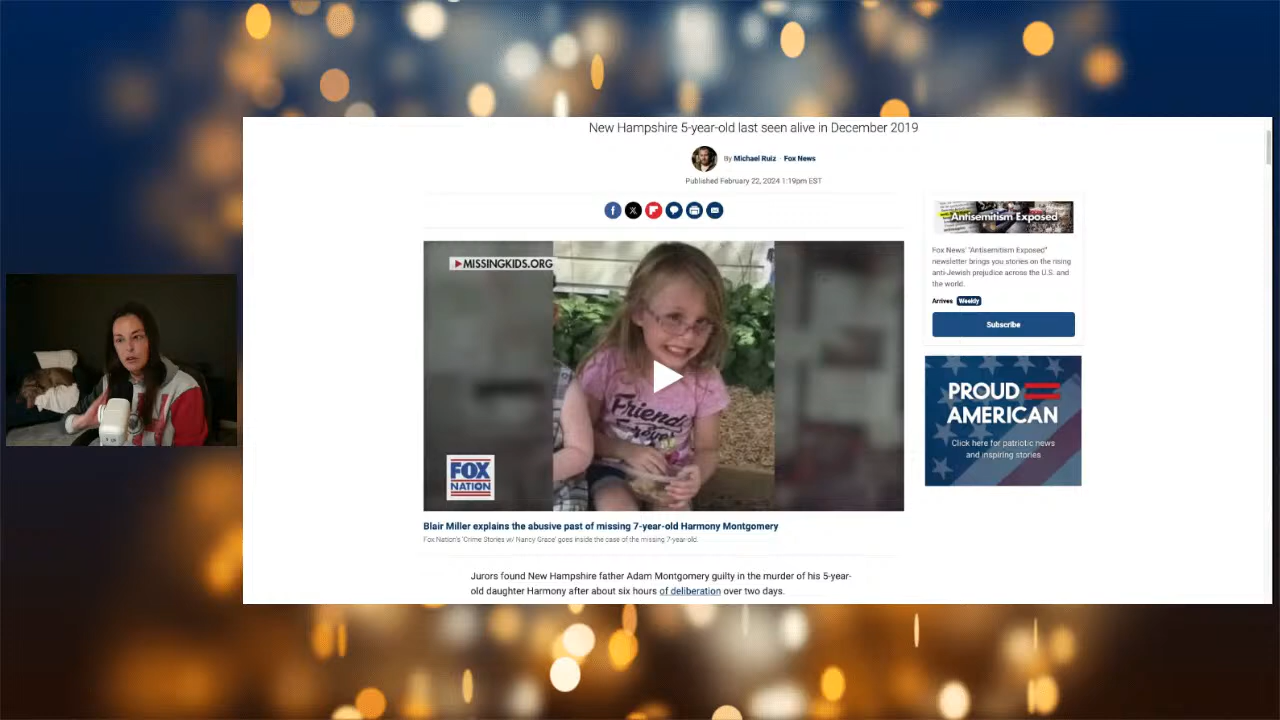 New Hampshire 5-year-old last seen alive in December 2019
By Michael Ruiz · Fox News
Published February 22, 2024 1:19pm EST
MISSINGKIDS.ORG
Friends
Forever
FOX
NATION
Blair Miller explains the abusive past of missing 7-year-old Harmony Montgomery
Fox Nation's 'Crime Stories w/ Nancy Grace' goes inside the case of the missing 7-year-old.
Jurors found New Hampshire father Adam Montgomery guilty in the murder of his 5-year-
old daughter Harmony after about six hours of deliberation over two days.
Antisemitism Exposed
Fox News' "Antisemitism Exposed"
newsletter brings you stories on the rising
anti-Jewish prejudice across the U.S. and
the world.
Arrives Weekly
Subscribe
PROUD
AMERICAN
Click here for patriotic news
and inspiring stories